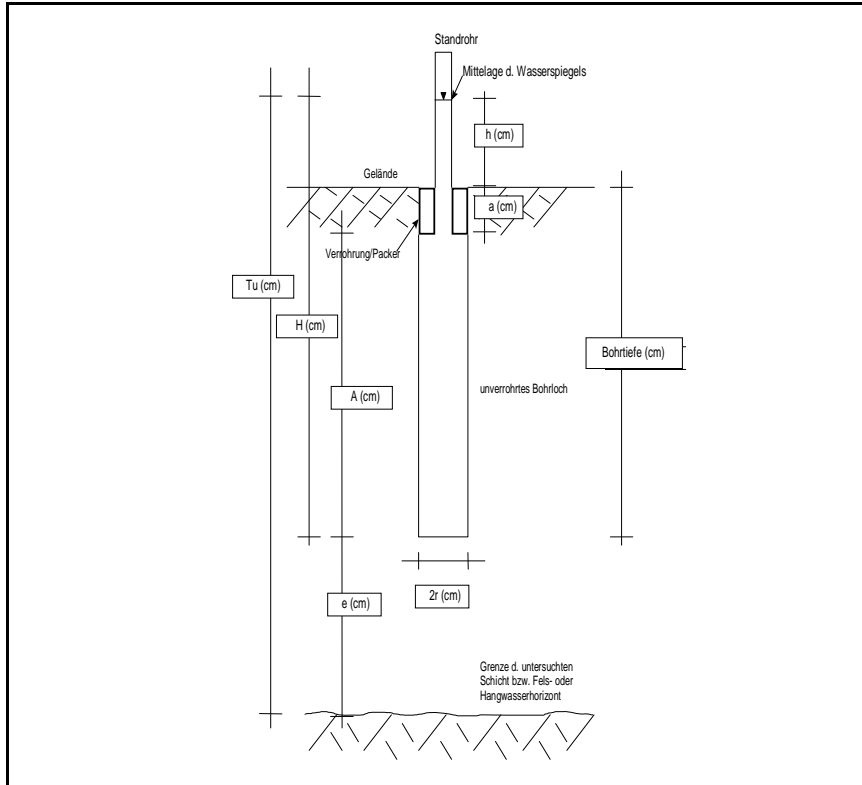 Standrohr
Mittelage d. Wasserspiegels
h (cm)
Gelände
a (cm)
Verrohrung/Packer
Tu (cm)
H (cm)
Bohrtiefe (cm)
A (cm)
unverrohrtes Bohrloch
e (cm)
2r (cm)
Grenze d. untersuchten
Schicht bzw. Fels- oder
Hangwasserhorizont